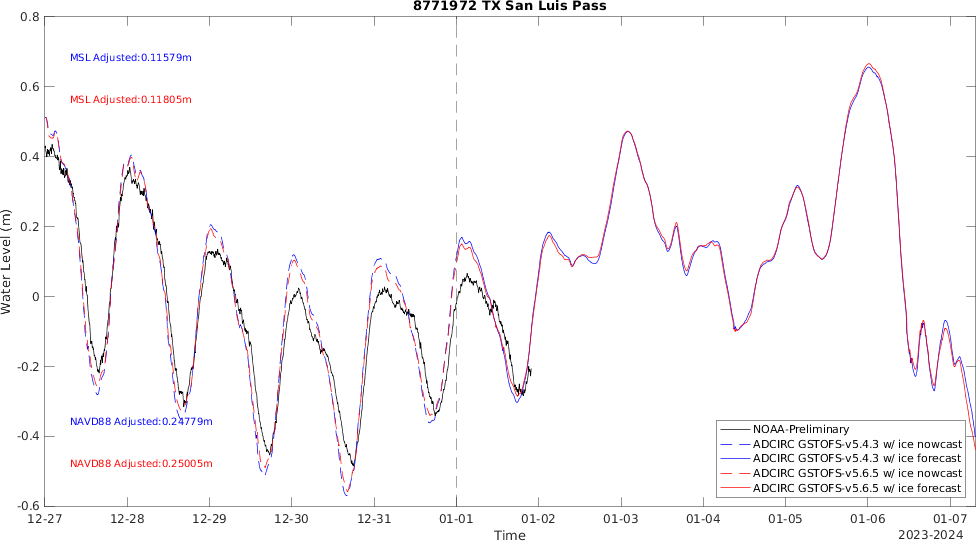 8771972 TX San Luis Pass
0.8
0.6
0.4
0.2
0
-0.2
-0.4
-0.6
Water Level (m)
MSL Adjusted:0.11579m
MSL Adjusted:0.11805m
NAVD88 Adjusted:0.24779m
NAVD88 Adjusted:0.25005m
NOAA-Preliminary
ADCIRC GSTOFS-v5.4.3 w/ ice nowcast
ADCIRC GSTOFS-v5.4.3 w/ ice forecast
ADCIRC GSTOFS-v5.6.5 w/ ice nowcast
ADCIRC GSTOFS-v5.6.5 w/ ice forecast
12-27 12-28 12-29 12-30 12-31 01-01 01-02 01-03 01-04 01-05 01-06 01-07
Time
2023-2024